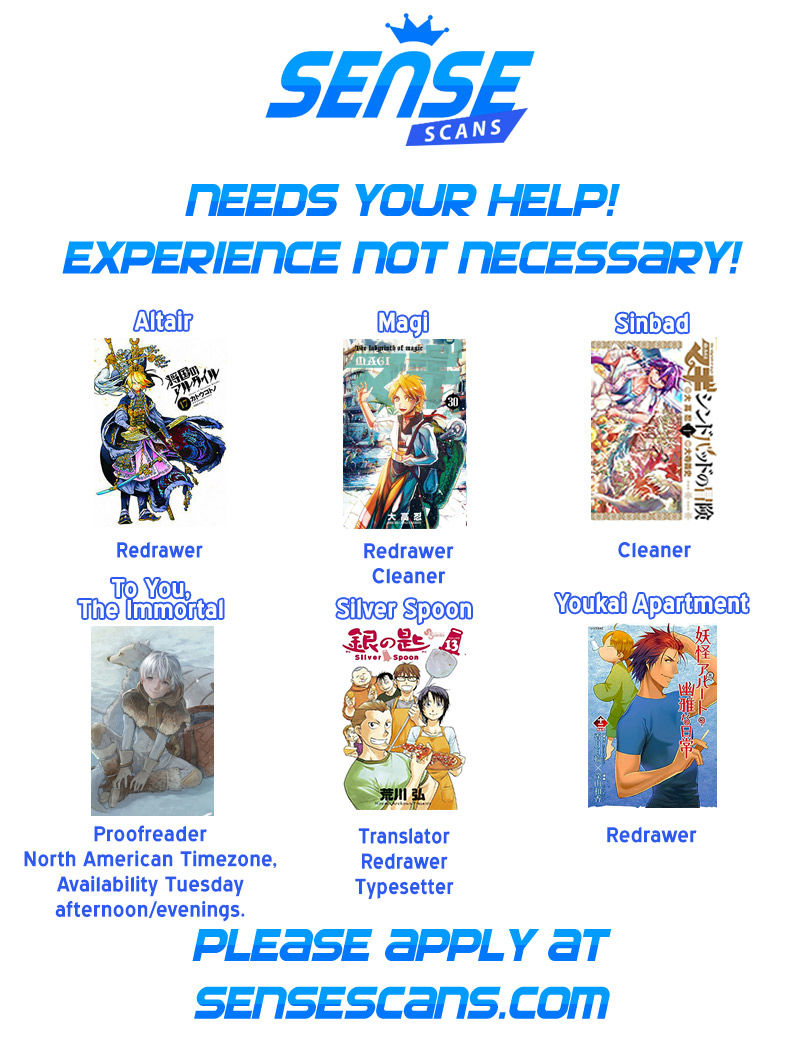 SENSE
SCANS
NEEDS YOUR HELP!
EXPERIENCE NOT NECESSARY!
Altair
将国の
アルタイル
17
カトウコトノ
Redrawer
Magi
The labyrinth of magic
MAGI
30
大高忍
Redrawer
Cleaner
Sinbad
マギ
シンドバッドの冒険
Cleaner
To You,
The Immortal
Proofreader
North American Timezone,
Availability Tuesday
afternoon/evenings.
Silver Spoon
銀の匙
Silver Spoon
13
荒川弘
Translator
Redrawer
Typesetter
Youkai Apartment
妖怪アパートの
幽雅な日常
十二
Redrawer
PLEASE APPLY AT
SENSESCANS.COM